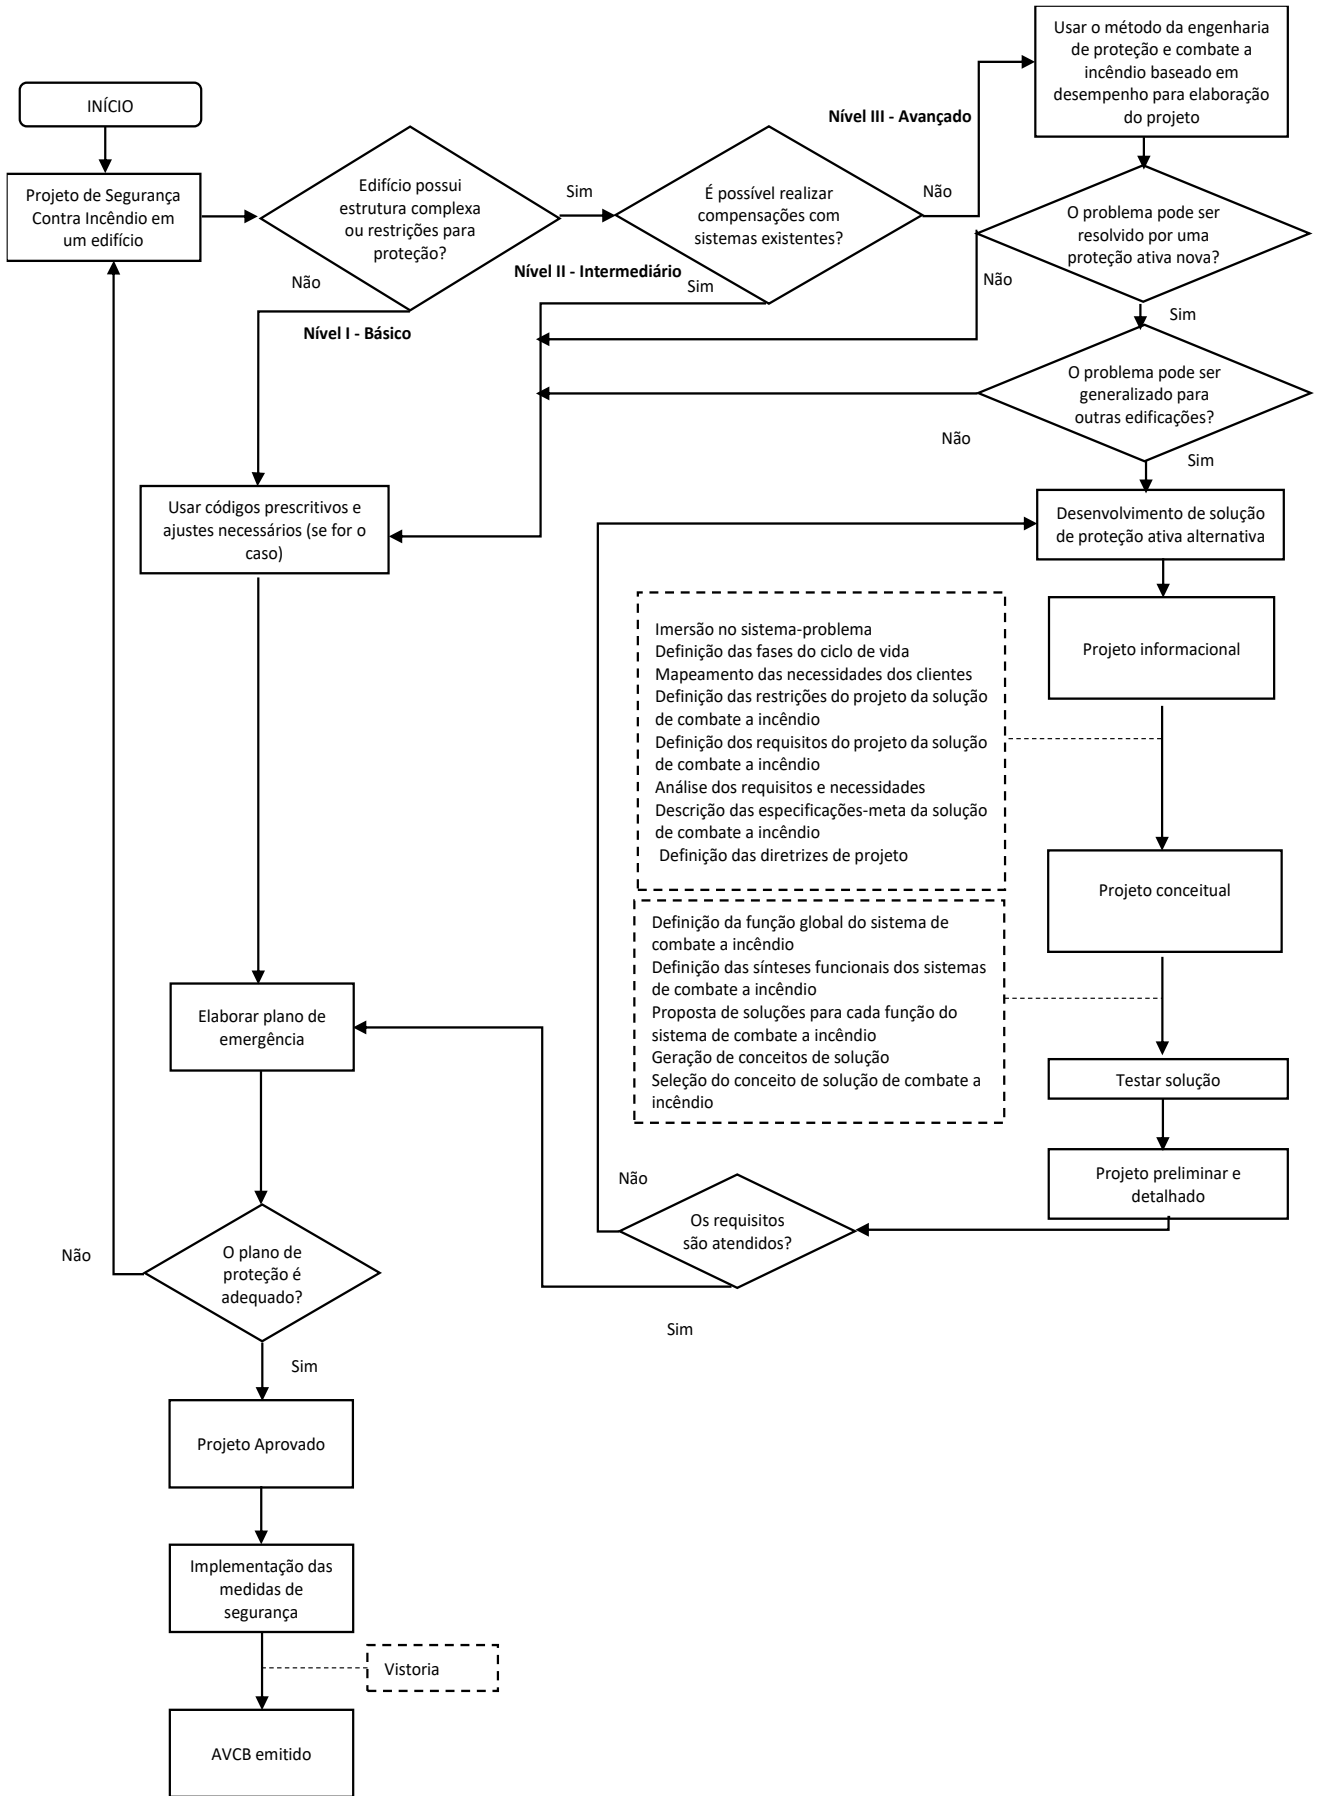 INÍCIO
Projeto de Segurança
Contra Incêndio em
um edifício
Edifício possui
estrutura complexa
ou restrições para
proteção?
Sim
Não
Nível I - Básico
É possível realizar
compensações com
sistemas existentes?
Nível II - Intermediário
Sim
Não
Nível III - Avançado
Usar o método da engenharia
de proteção e combate a
incêndio baseado em
desempenho para elaboração
do projeto
O problema pode ser
resolvido por uma
proteção ativa nova?
Não
Sim
O problema pode ser
generalizado para
outras edificações?
Não
Sim
Usar códigos prescritivos e
ajustes necessários (se for o
caso)
Desenvolvimento de solução
de proteção ativa alternativa
Projeto informacional
Imersão no sistema-problema
Definição das fases do ciclo de vida
Mapeamento das necessidades dos clientes
Definição das restrições do projeto da solução
de combate a incêndio
Definição dos requisitos do projeto da solução
de combate a incêndio
Análise dos requisitos e necessidades
Descrição das especificações-meta da solução
de combate a incêndio
Definição das diretrizes de projeto
Projeto conceitual
Definição da função global do sistema de
combate a incêndio
Definição das sínteses funcionais dos sistemas
de combate a incêndio
Proposta de soluções para cada função do
sistema de combate a incêndio
Geração de conceitos de solução
Seleção do conceito de solução de combate a
incêndio
Testar solução
Projeto preliminar e
detalhado
Os requisitos
são atendidos?
Não
Sim
Elaborar plano de
emergência
O plano de
proteção é
adequado?
Não
Sim
Projeto Aprovado
Implementação das
medidas de
segurança
Vistoria
AVCB emitido